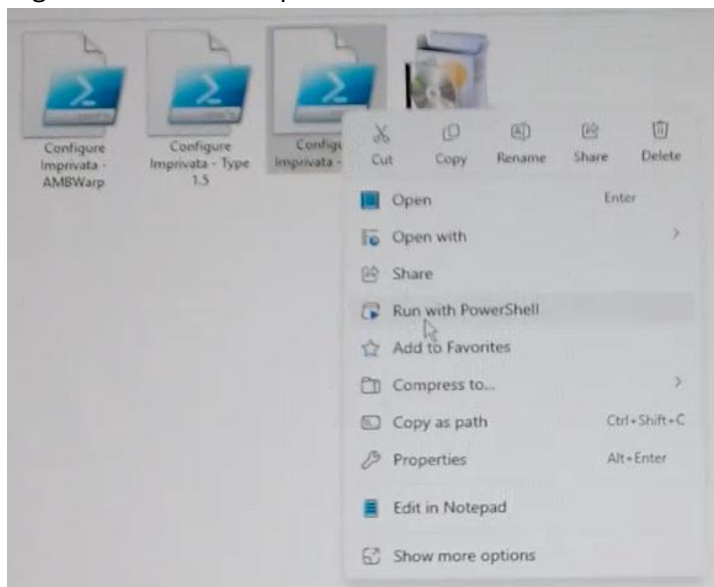 Configure
Imprivata -
AMBWarp
Configure
Imprivata - Type
1.5
Imprivata -
Cut
Copy
Rename
Share
Delete
Open
Enter
Open with
Share
Run with PowerShell
Add to Favorites
Compress to...
Copy as path
Ctrl+Shift+C
Properties
Alt+Enter
Edit in Notepad
Show more options